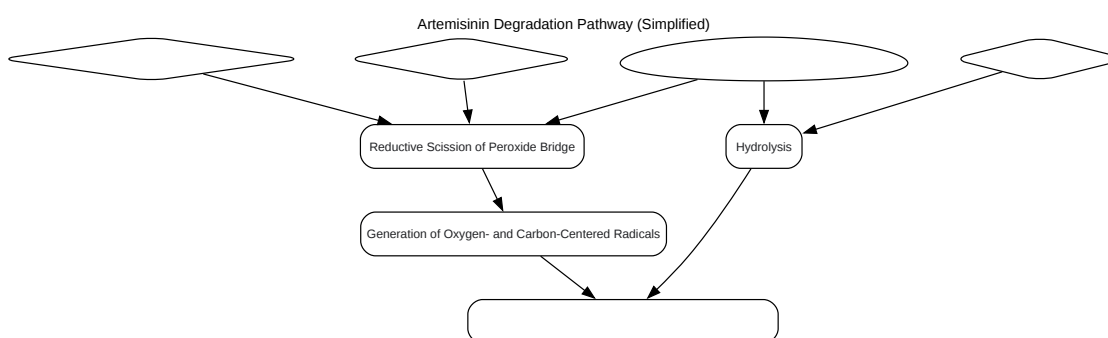 Artemisinin Degradation Pathway (Simplified)
Reductive Scission of Peroxide Bridge
Hydrolysis
Generation of Oxygen- and Carbon-Centered Radicals